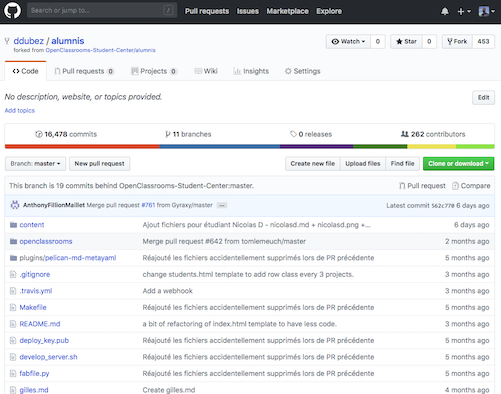 Search or jump to... /
Pull requests Issues Marketplace Explore
ddubez / alumnis
forked from OpenClassrooms-Student-Center/alumnis
Watch 0 Star 0 Fork 453
Code Pull requests 0 Projects 0 Wiki Insights Settings
No description, website, or topics provided. Edit
Add topics
16,478 commits 11 branches 0 releases 262 contributors
Branch: master New pull request Create new file Upload files Find file Clone or download
This branch is 19 commits behind OpenClassrooms-Student-Center:master. Pull request Compare
AnthonyFillionMaillet Merge pull request #761 from Gyraxy/master ... Latest commit 562c770 6 days ago
content Ajout fichiers pour étudiant Nicolas D - nicolasd.md + nicolasd.png +... 6 days ago
openclassrooms Merge pull request #642 from tomlemeuch/master 2 months ago
plugins/pelican-md-metayaml Réajouté les fichiers accidentellement supprimés lors de PR précédente 5 months ago
.gitignore change students.html template to add row class every 3 projects. 3 months ago
.travis.yml Add a webhook 3 months ago
Makefile Réajouté les fichiers accidentellement supprimés lors de PR précédente 5 months ago
README.md a bit of refactoring of index.html template to have less code. 3 months ago
deploy_key.pub Réajouté les fichiers accidentellement supprimés lors de PR précédente 5 months ago
develop_server.sh Réajouté les fichiers accidentellement supprimés lors de PR précédente 5 months ago
fabfile.py Réajouté les fichiers accidentellement supprimés lors de PR précédente 5 months ago
gilles.md Create gilles.md 4 months ago